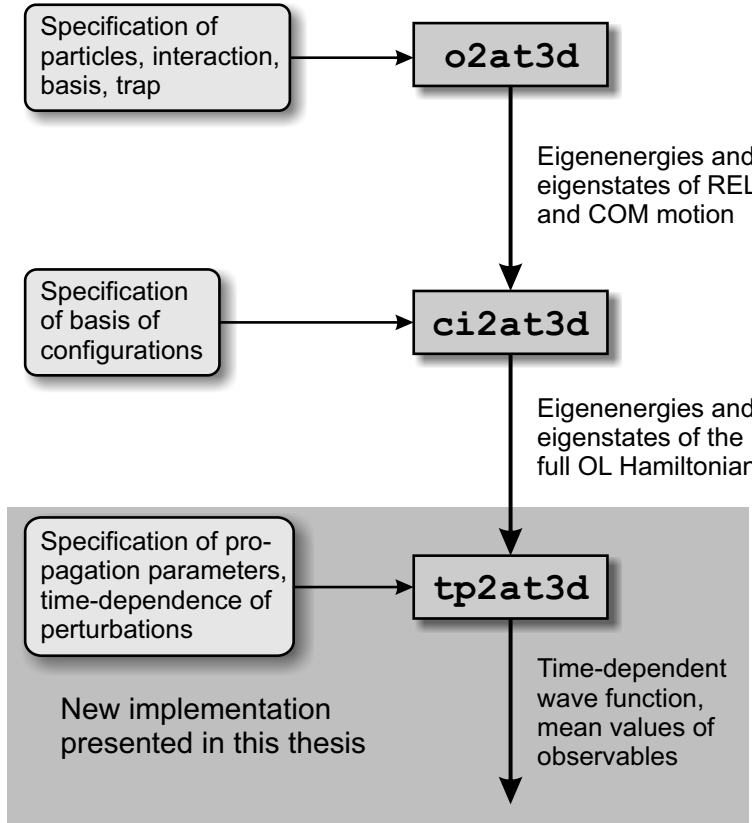 Specification of
particles, interaction,
basis, trap
o2at3d
Eigenenergies and
eigenstates of REL
and COM motion
Specification
of basis of
configurations
ci2at3d
Eigenenergies and
eigenstates of the
full OL Hamiltonian
Specification of pro-
pagation parameters,
time-dependence of
perturbations
tp2at3d
New implementation
presented in this thesis
Time-dependent
wave function,
mean values of
observables